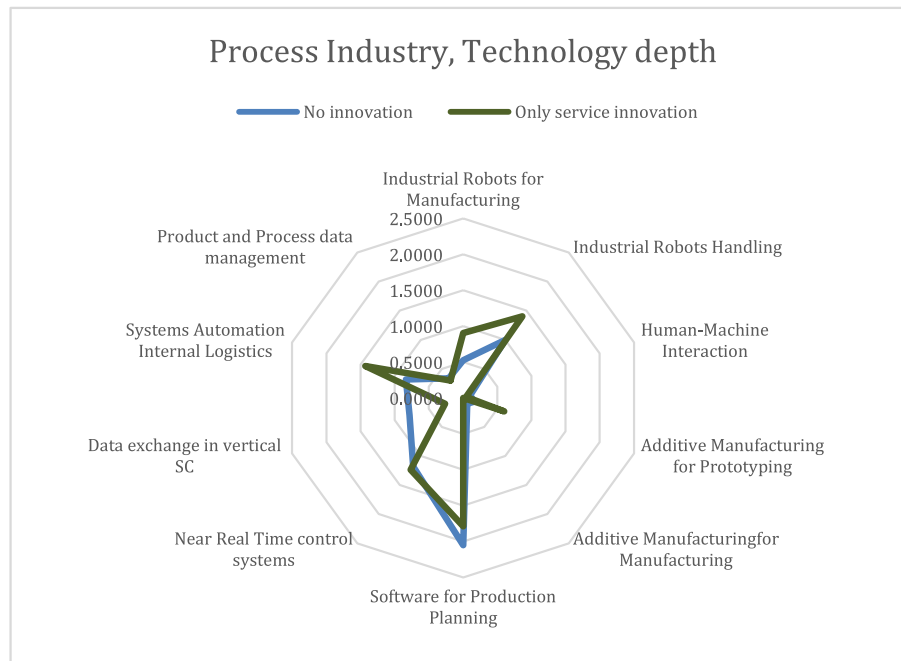 Process Industry, Technology depth
No innovation
Only service innovation
Industrial Robots for
Manufacturing
Industrial Robots Handling
Human-Machine
Interaction
Additive Manufacturing
for Prototyping
Additive Manufacturingfor
Manufacturing
Software for Production
Planning
Near Real Time control
systems
Data exchange in vertical
SC
Systems Automation
Internal Logistics
Product and Process data
management
2.5000
2.0000
1.5000
1.0000
0.5000
0.0000